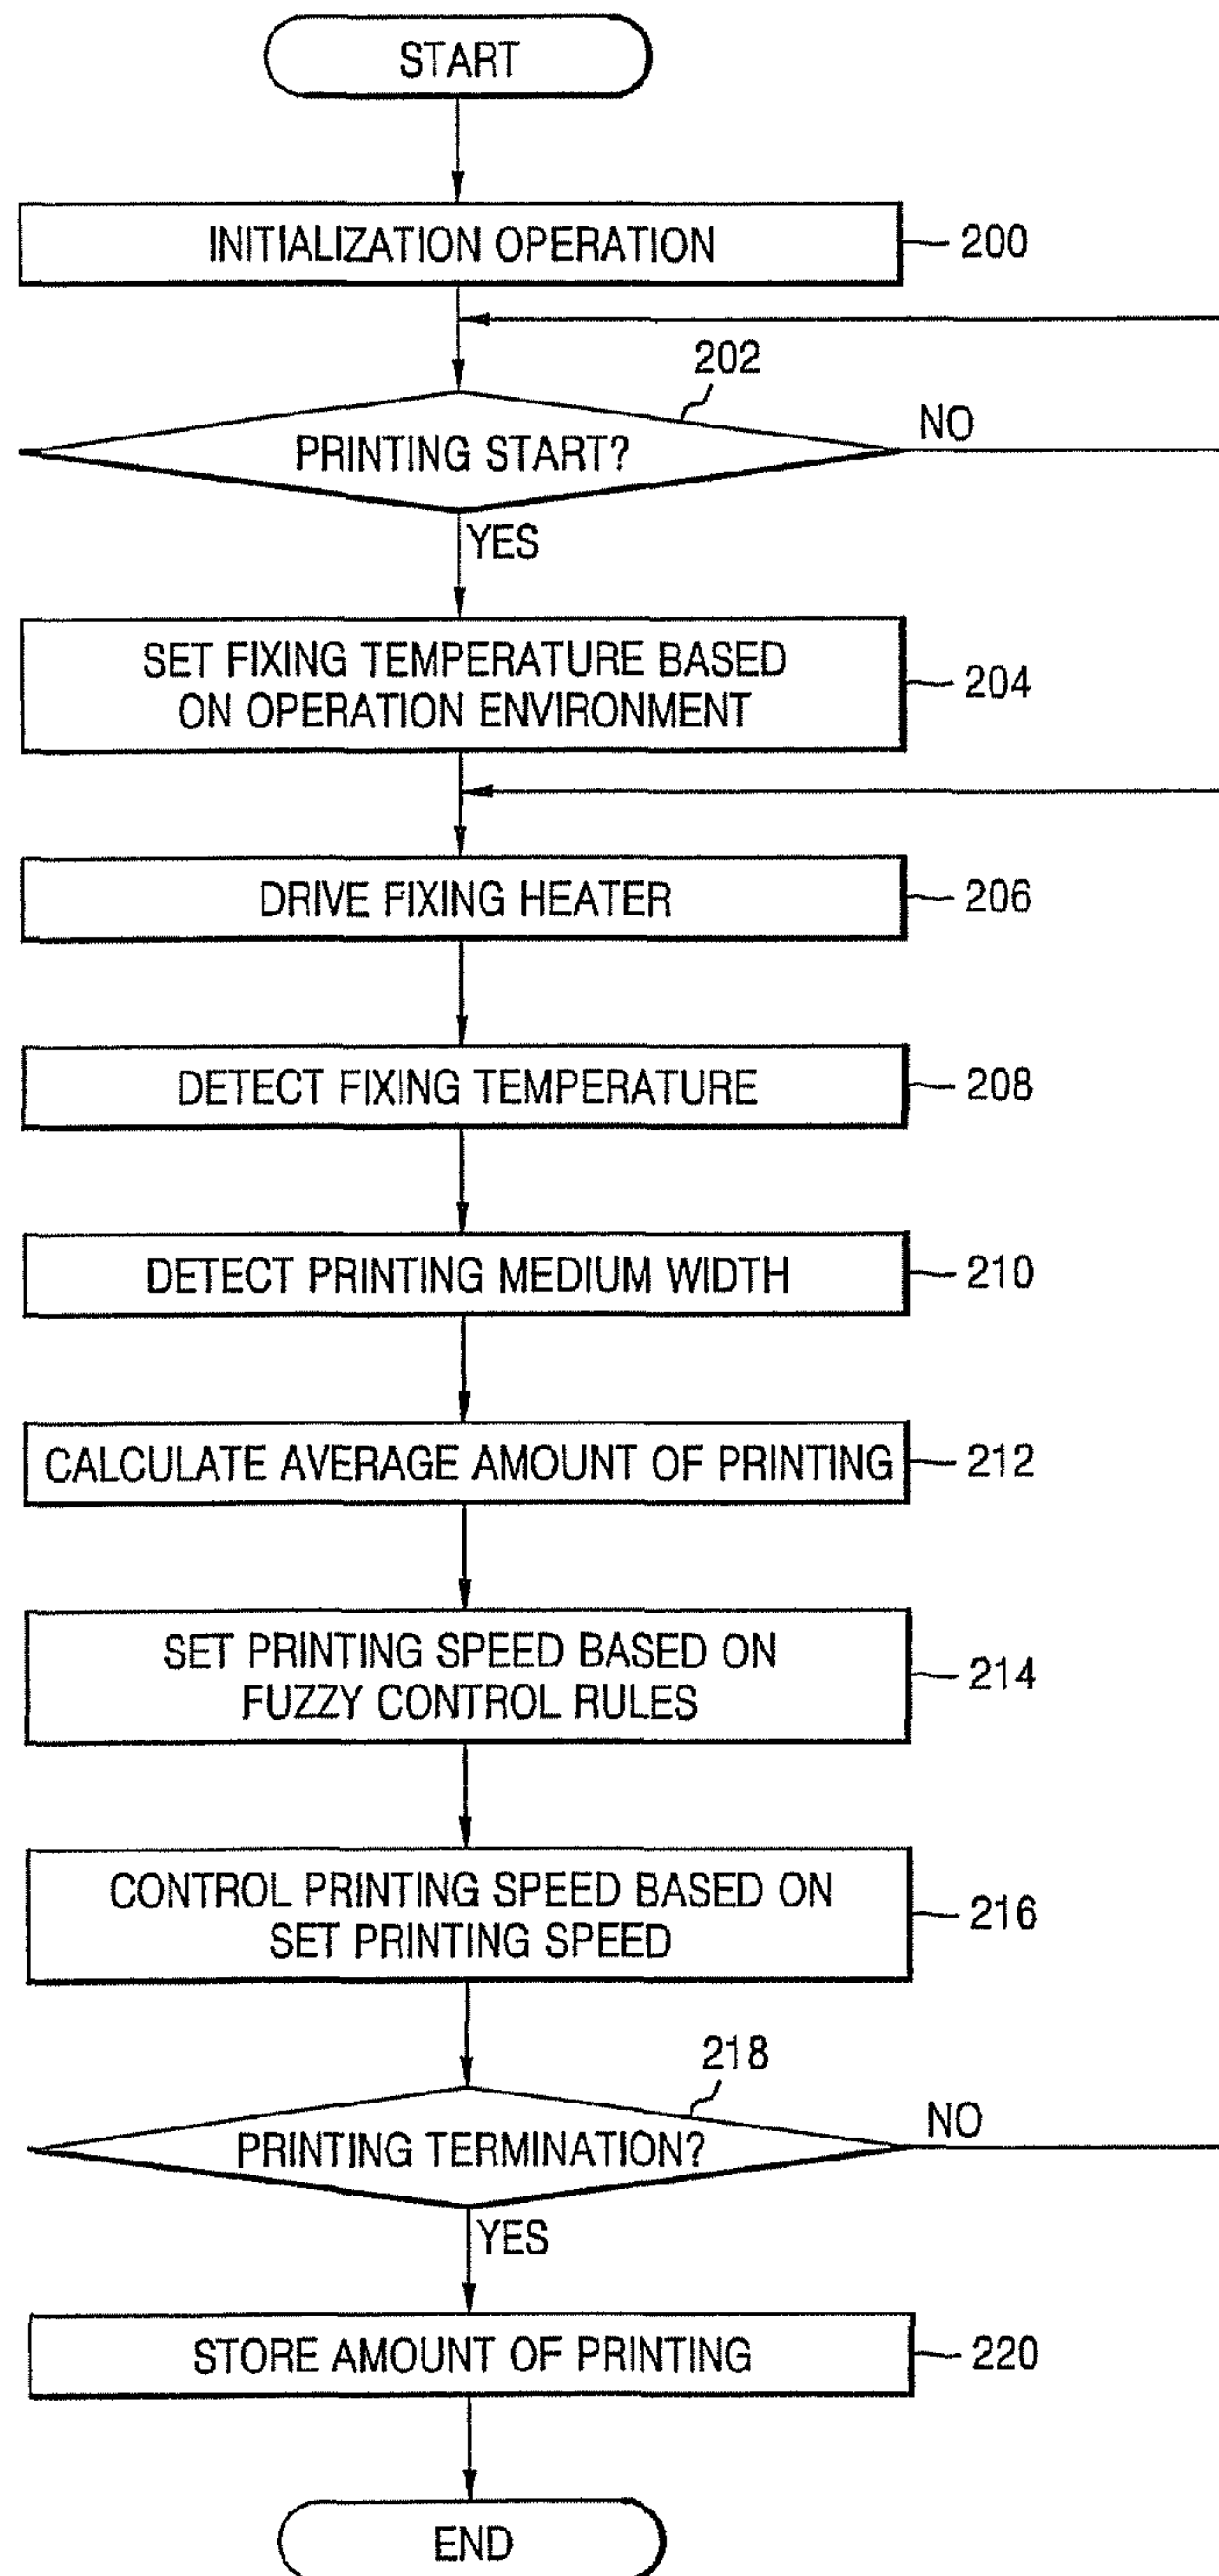 START
INITIALIZATION OPERATION
200
202
PRINTING START?
NO
YES
SET FIXING TEMPERATURE BASED
ON OPERATION ENVIRONMENT
204
DRIVE FIXING HEATER
206
DETECT FIXING TEMPERATURE
208
DETECT PRINTING MEDIUM WIDTH
210
CALCULATE AVERAGE AMOUNT OF PRINTING
212
SET PRINTING SPEED BASED ON
FUZZY CONTROL RULES
214
CONTROL PRINTING SPEED BASED ON
SET PRINTING SPEED
216
218
PRINTING TERMINATION?
NO
YES
STORE AMOUNT OF PRINTING
220
END